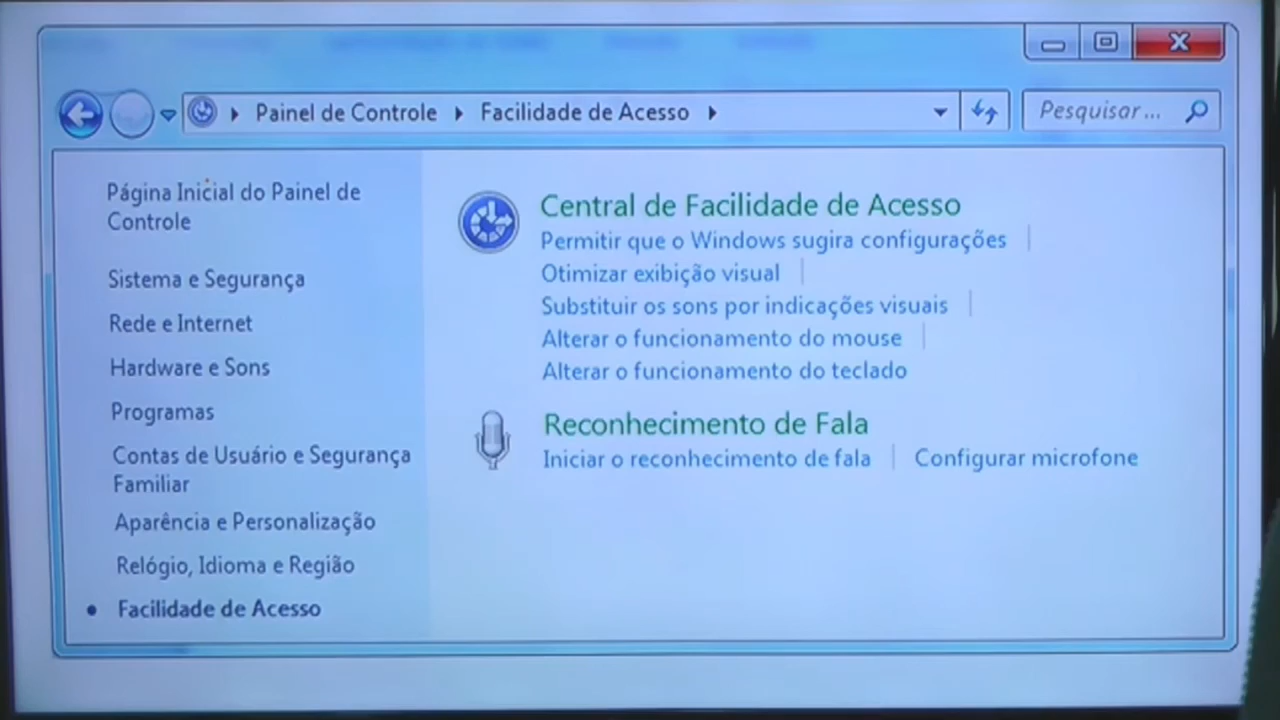 Painel de Controle Facilidade de Acesso Pesquisar ...
Página Inicial do Painel de
Controle
Sistema e Segurança
Rede e Internet
Hardware e Sons
Programas
Contas de Usuário e Segurança
Familiar
Aparência e Personalização
Relógio, Idioma e Região
Facilidade de Acesso
Central de Facilidade de Acesso
Permitir que o Windows sugira configurações
Otimizar exibição visual
Substituir os sons por indicações visuais
Alterar o funcionamento do mouse
Alterar o funcionamento do teclado
Reconhecimento de Fala
Iniciar o reconhecimento de fala Configurar microfone